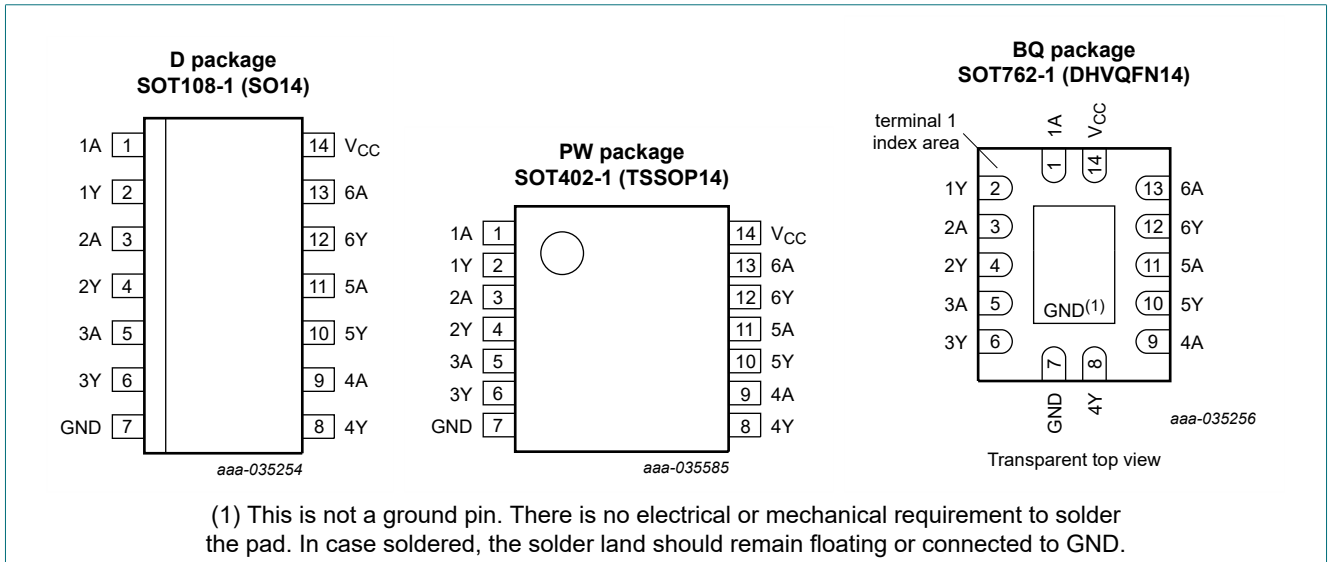 D package
SOT108-1 (SO14)
1A 1
14 VCC
1Y 2
13 6A
2A 3
12 6Y
2Y 4
11 5A
3A 5
10 5Y
3Y 6
9 4A
GND 7
8 4Y
aaa-035254
PW package
SOT402-1 (TSSOP14)
1A 1
14 VCC
1Y 2
13 6A
2A 3
12 6Y
2Y 4
11 5A
3A 5
10 5Y
3Y 6
9 4A
GND 7
8 4Y
aaa-035585
BQ package
SOT762-1 (DHVQFN14)
terminal 1
index area
1A
VCC
1
14
1Y 2
13 6A
2A 3
12 6Y
2Y 4
11 5A
3A 5
10 5Y
GND(1)
3Y 6
9 4A
7
8
GND
4Y
aaa-035256
Transparent top view
(1) This is not a ground pin. There is no electrical or mechanical requirement to solder
the pad. In case soldered, the solder land should remain floating or connected to GND.